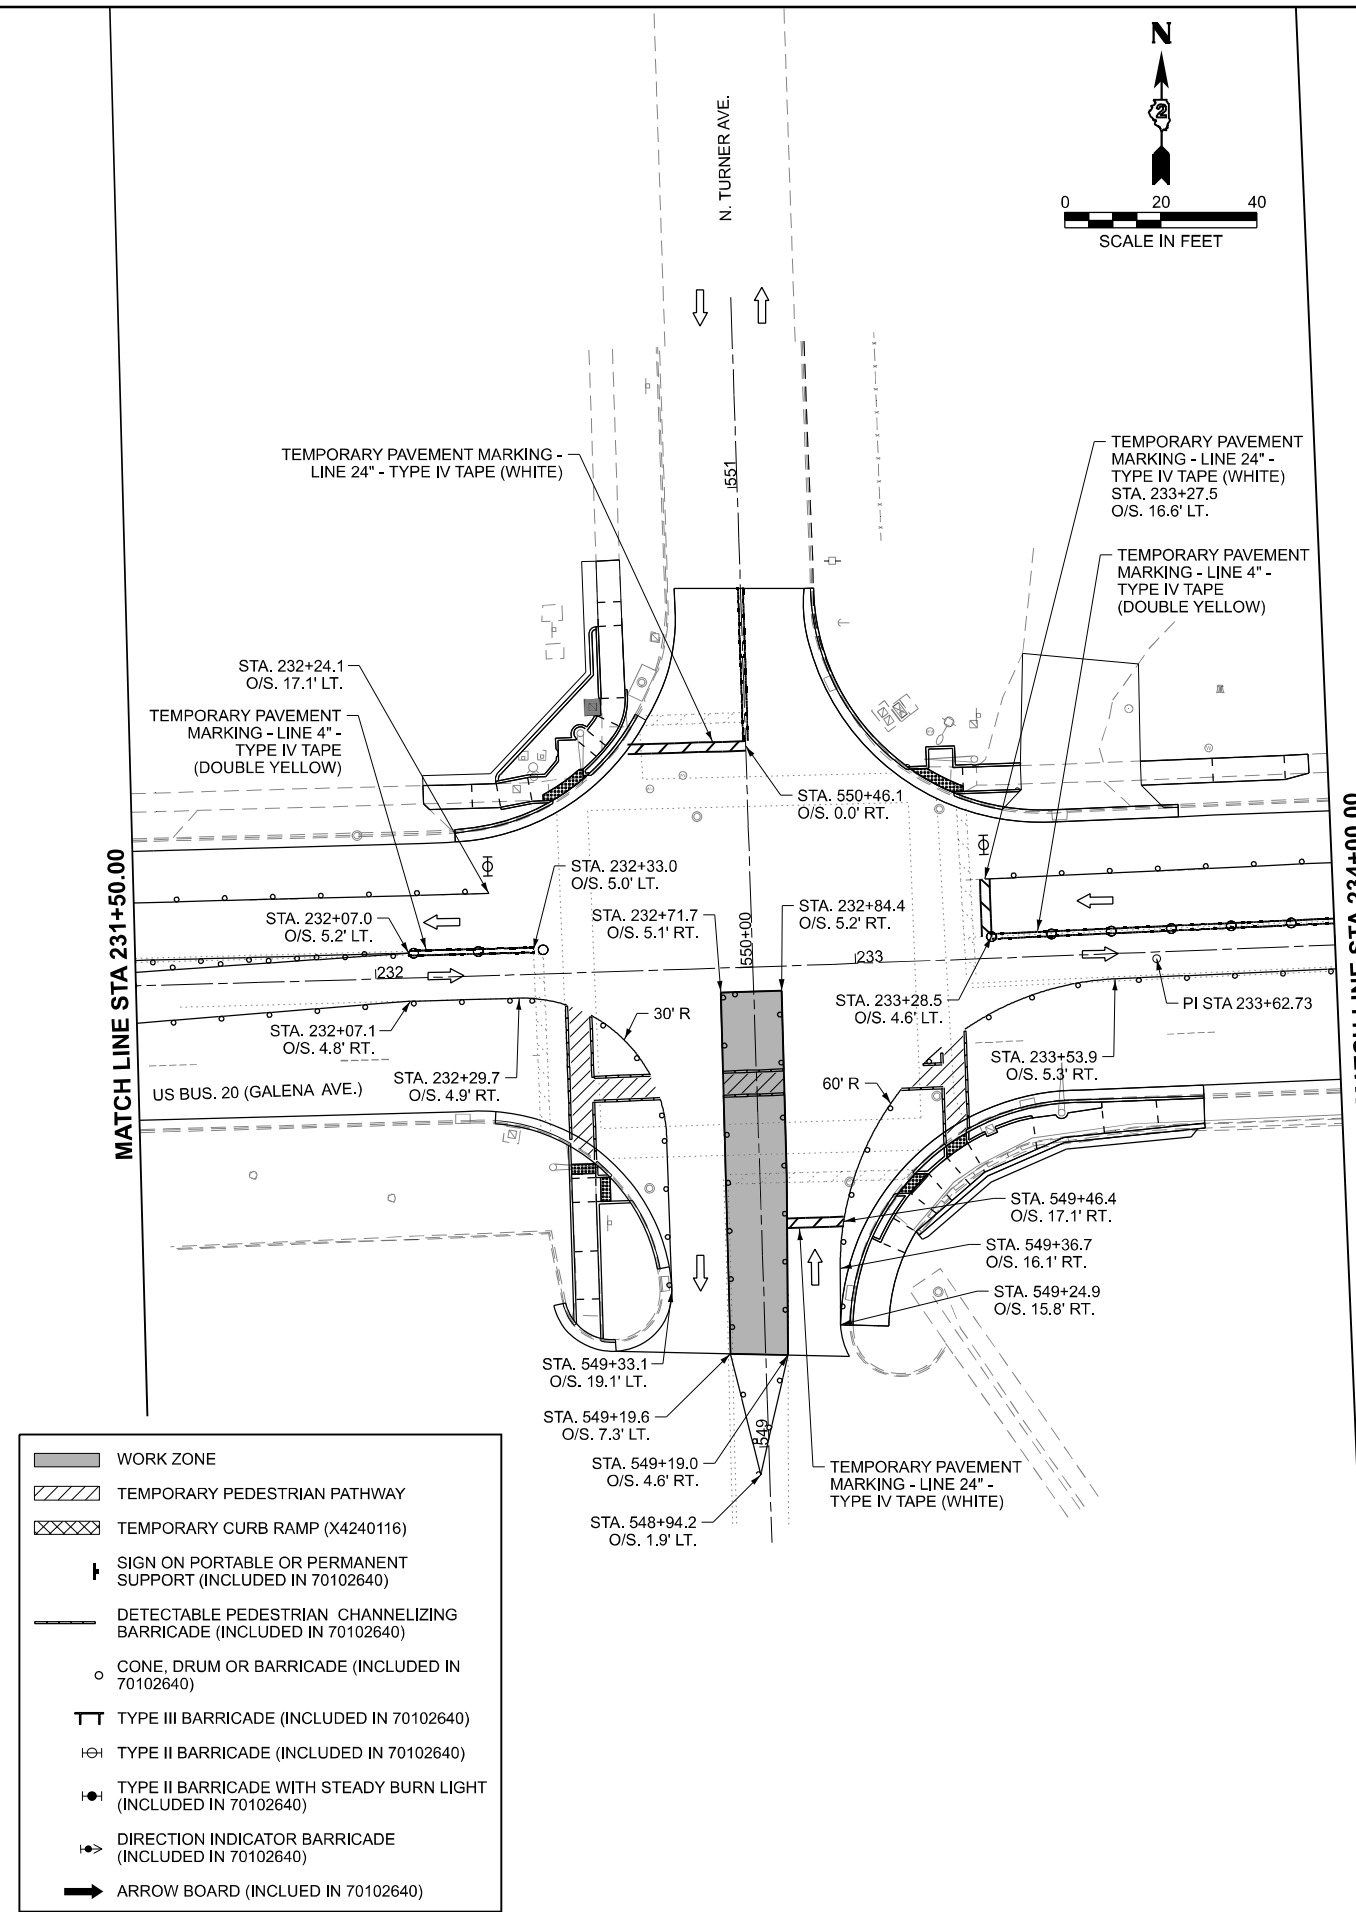 N
2
0 20 40
SCALE IN FEET
N. TURNER AVE.
551
TEMPORARY PAVEMENT MARKING -
LINE 24" - TYPE IV TAPE (WHITE)
TEMPORARY PAVEMENT
MARKING - LINE 24" -
TYPE IV TAPE (WHITE)
STA. 233+27.5
O/S. 16.6' LT.
TEMPORARY PAVEMENT
MARKING - LINE 4" -
TYPE IV TAPE
(DOUBLE YELLOW)
STA. 232+24.1
O/S. 17.1' LT.
TEMPORARY PAVEMENT
MARKING - LINE 4" -
TYPE IV TAPE
(DOUBLE YELLOW)
STA. 550+46.1
O/S. 0.0' RT.
MATCH LINE STA 231+50.00
MATCH LINE STA 234+00.00
STA. 232+33.0
O/S. 5.0' LT.
STA. 232+07.0
O/S. 5.2' LT.
STA. 232+71.7
O/S. 5.1' RT.
STA. 232+84.4
O/S. 5.2' RT.
550+00
232
233
STA. 233+28.5
O/S. 4.6' LT.
PI STA 233+62.73
30' R
STA. 232+07.1
O/S. 4.8' RT.
STA. 233+53.9
O/S. 5.3' RT.
STA. 232+29.7
O/S. 4.9' RT.
60' R
US BUS. 20 (GALENA AVE.)
STA. 549+46.4
O/S. 17.1' RT.
STA. 549+36.7
O/S. 16.1' RT.
STA. 549+24.9
O/S. 15.8' RT.
STA. 549+33.1
O/S. 19.1' LT.
STA. 549+19.6
O/S. 7.3' LT.
549
STA. 549+19.0
O/S. 4.6' RT.
TEMPORARY PAVEMENT
MARKING - LINE 24" -
TYPE IV TAPE (WHITE)
STA. 548+94.2
O/S. 1.9' LT.
WORK ZONE
TEMPORARY PEDESTRIAN PATHWAY
TEMPORARY CURB RAMP (X4240116)
SIGN ON PORTABLE OR PERMANENT
SUPPORT (INCLUDED IN 70102640)
DETECTABLE PEDESTRIAN CHANNELIZING
BARRICADE (INCLUDED IN 70102640)
CONE, DRUM OR BARRICADE (INCLUDED IN
70102640)
TYPE III BARRICADE (INCLUDED IN 70102640)
TYPE II BARRICADE (INCLUDED IN 70102640)
TYPE II BARRICADE WITH STEADY BURN LIGHT
(INCLUDED IN 70102640)
DIRECTION INDICATOR BARRICADE
(INCLUDED IN 70102640)
ARROW BOARD (INCLUED IN 70102640)